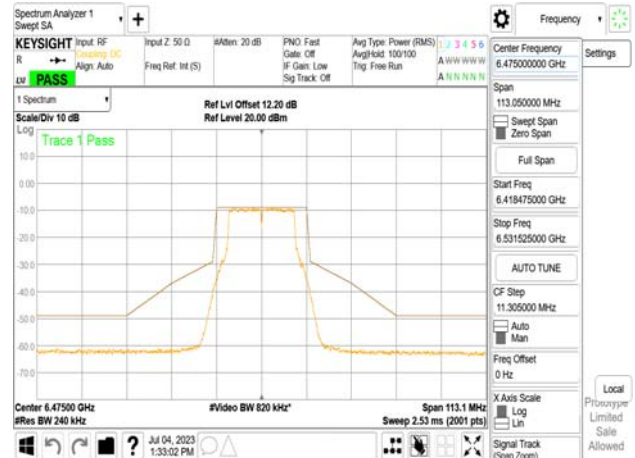 Spectrum Analyzer 1
Swept SA
+
Frequency
KEYSIGHT
R
LV PASS
Input: RF
Coupling: DC
Align: Auto
Input Z: 50 Ω
Freq Ref: Int (S)
#Atten: 20 dB
PNO: Fast
Gate: Off
IF Gain: Low
Sig Track: Off
Avg Type: Power (RMS)
Avg|Hold: 100/100
Trig: Free Run
1 2 3 4 5 6
A W W W W W
A N N N N N
1 Spectrum
Scale/Div 10 dB
Ref Lvl Offset 12.20 dB
Ref Level 20.00 dBm
Log
Trace 1 Pass
10.0
0.00
-10.0
-20.0
-30.0
-40.0
-50.0
-60.0
-70.0
Center 6.47500 GHz
#Res BW 240 kHz
#Video BW 820 kHz*
Span 113.1 MHz
Sweep 2.53 ms (2001 pts)
Jul 04, 2023
1:33:02 PM
?
Center Frequency
6.475000000 GHz
Settings
Span
113.050000 MHz
Swept Span
Zero Span
Full Span
Start Freq
6.418475000 GHz
Stop Freq
6.531525000 GHz
AUTO TUNE
CF Step
11.305000 MHz
Auto
Man
Freq Offset
0 Hz
X Axis Scale
Log
Lin
Signal Track
(Span Zoom)
Local
Prototype
Limited
Sale
Allowed